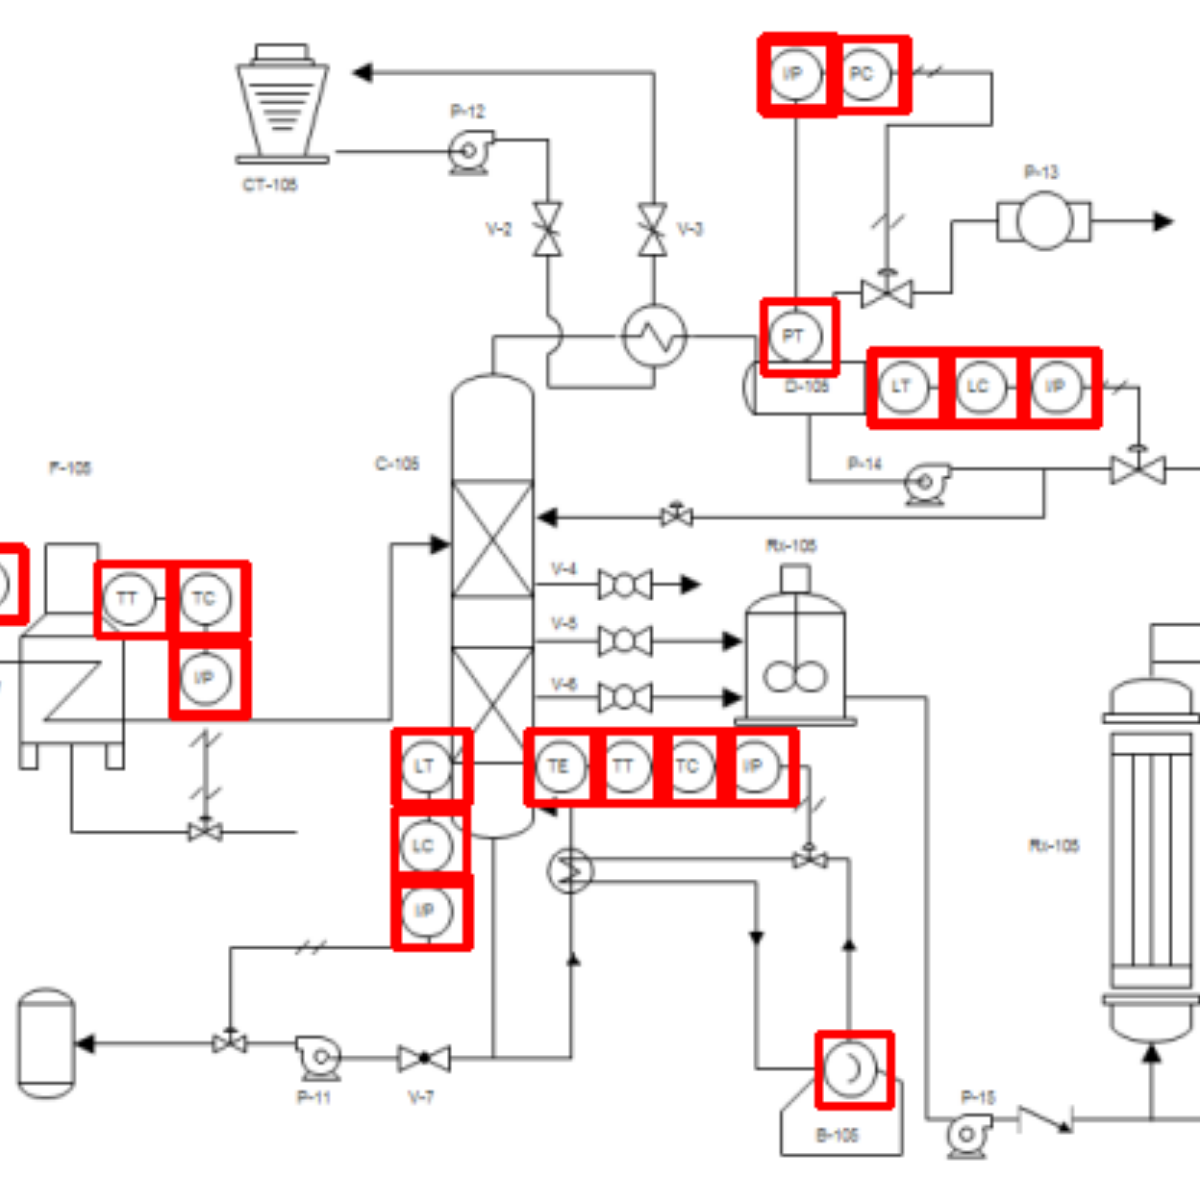 I/P PC
P-12
CT-105
P-13
V-2
V-3
PT
D-105
LT LC I/P
F-105
C-105
P-14
TT TC
I/P
V-4
Rx-105
V-5
V-6
LT
TE TT TC I/P
LC
Rx-105
I/P
P-11
V-7
P-15
B-105